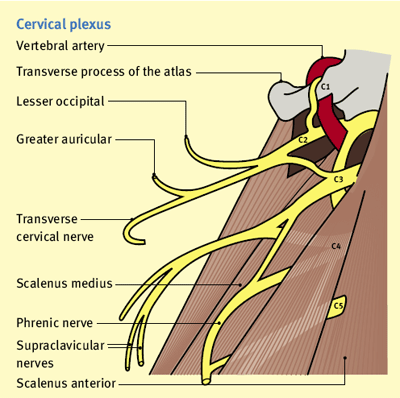 Cervical plexus
Vertebral artery
Transverse process of the atlas
Lesser occipital
Greater auricular
Transverse
cervical nerve
Scalenus medius
Phrenic nerve
Supraclavicular
nerves
Scalenus anterior
C1
C2
C3
C4
C5